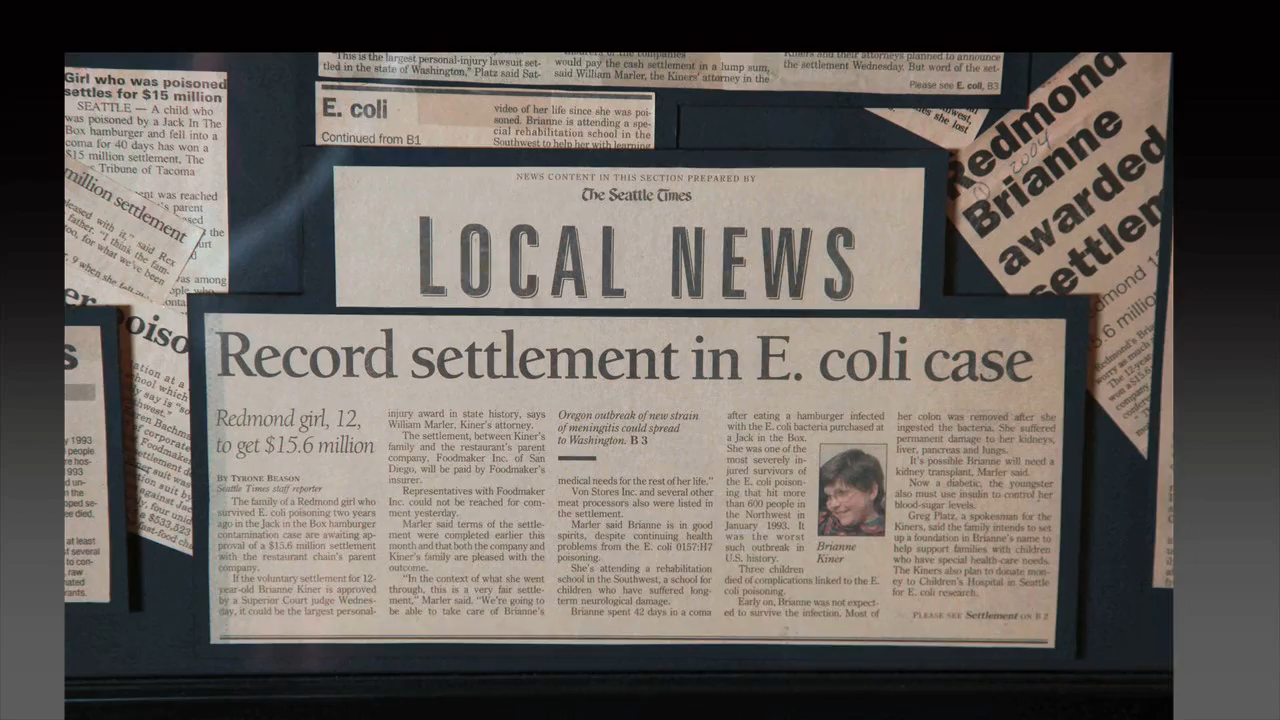 "This is the largest personal-injury lawsuit set-
tled in the state of Washington," Platz said Sat-
would pay the cash settlement in a lump sum,
said William Marler, the Kiners' attorney in the
Kiners and their attorneys planned to announce
the settlement Wednesday. But word of the set-
Please see E. coli, B3
E. coli
Continued from B1
video of her life since she was poi-
soned. Brianne is attending a spe-
cial rehabilitation school in the
Southwest to help her with learning
Girl who was poisoned
settles for $15 million
SEATTLE — A child who
was poisoned by a Jack In The
Box hamburger and fell into a
coma for 40 days has won a
$15 million settlement, The
Tribune of Tacoma
million settlement
Redmond
Brianne
awarded
2004
NEWS CONTENT IN THIS SECTION PREPARED BY
The Seattle Times
LOCAL NEWS
Record settlement in E. coli case
Redmond girl, 12,
to get $15.6 million
BY TYRONE BEASON
Seattle Times staff reporter
The family of a Redmond girl who
survived E. coli poisoning two years
ago in the Jack in the Box hamburger
contamination case are awaiting ap-
proval of a $15.6 million settlement
with the restaurant chain's parent
company.
If the voluntary settlement for 12-
year-old Brianne Kiner is approved
by a Superior Court judge Wednes-
day, it could be the largest personal-
injury award in state history, says
William Marler, Kiner's attorney.
The settlement, between Kiner's
family and the restaurant's parent
company, Foodmaker Inc. of San
Diego, will be paid by Foodmaker's
insurer.
Representatives with Foodmaker
Inc. could not be reached for com-
ment yesterday.
Marler said terms of the settle-
ment were completed earlier this
month and that both the company and
Kiner's family are pleased with the
outcome.
"In the context of what she went
through, this is a very fair settle-
ment," Marler said. "We're going to
be able to take care of Brianne's
Oregon outbreak of new strain
of meningitis could spread
to Washington. B 3
medical needs for the rest of her life."
Von Stores Inc. and several other
meat processors also were listed in
the settlement.
Marler said Brianne is in good
spirits, despite continuing health
problems from the E. coli 0157:H7
poisoning.
She's attending a rehabilitation
school in the Southwest, a school for
children who have suffered long-
term neurological damage.
Brianne spent 42 days in a coma
after eating a hamburger infected
with the E. coli bacteria purchased at
a Jack in the Box.
She was one of the
most severely in-
jured survivors of
the E. coli poison-
ing that hit more
than 600 people in
the Northwest in
January 1993. It
was the worst
such outbreak in
U.S. history.
Three children
died of complications linked to the E.
coli poisoning.
Early on, Brianne was not expect-
ed to survive the infection. Most of
Brianne
Kiner
her colon was removed after she
ingested the bacteria. She suffered
permanent damage to her kidneys,
liver, pancreas and lungs.
It's possible Brianne will need a
kidney transplant, Marler said.
Now a diabetic, the youngster
also must use insulin to control her
blood-sugar levels.
Greg Platz, a spokesman for the
Kiners, said the family intends to set
up a foundation in Brianne's name to
help support families with children
who have special health-care needs.
The Kiners also plan to donate mon-
ey to Children's Hospital in Seattle
for E. coli research.
PLEASE SEE Settlement ON B 2